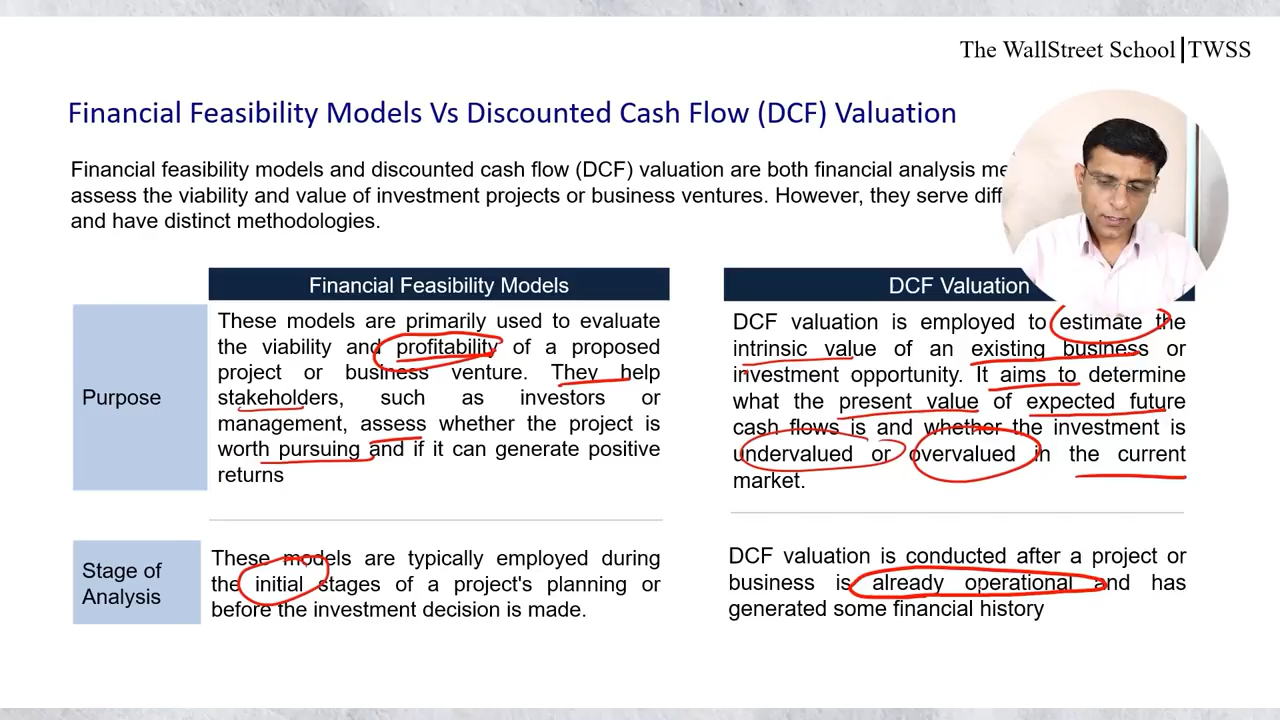 The WallStreet School | TWSS
Financial Feasibility Models Vs Discounted Cash Flow (DCF) Valuation
Financial feasibility models and discounted cash flow (DCF) valuation are both financial analysis
assess the viability and value of investment projects or business ventures. However, they serve
and have distinct methodologies.
Financial Feasibility Models
DCF Valuation
Purpose
These models are primarily used to evaluate
the viability and profitability of a proposed
project or business venture. They help
stakeholders, such as investors or
management, assess whether the project is
worth pursuing and if it can generate positive
returns
DCF valuation is employed to estimate the
intrinsic value of an existing business or
investment opportunity. It aims to determine
what the present value of expected future
cash flows is and whether the investment is
undervalued or overvalued in the current
market.
Stage of
Analysis
These models are typically employed during
the initial stages of a project's planning or
before the investment decision is made.
DCF valuation is conducted after a project or
business is already operational and has
generated some financial history